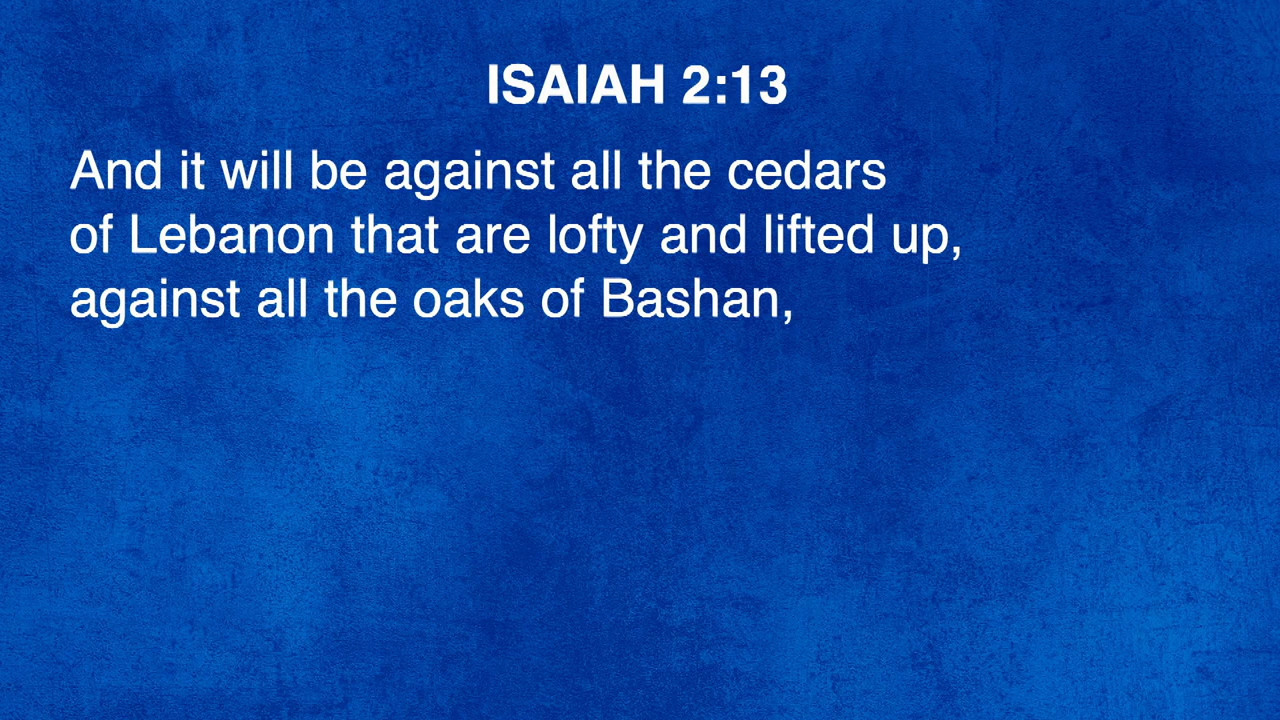 ISAIAH 2:13
And it will be against all the cedars
of Lebanon that are lofty and lifted up,
against all the oaks of Bashan,